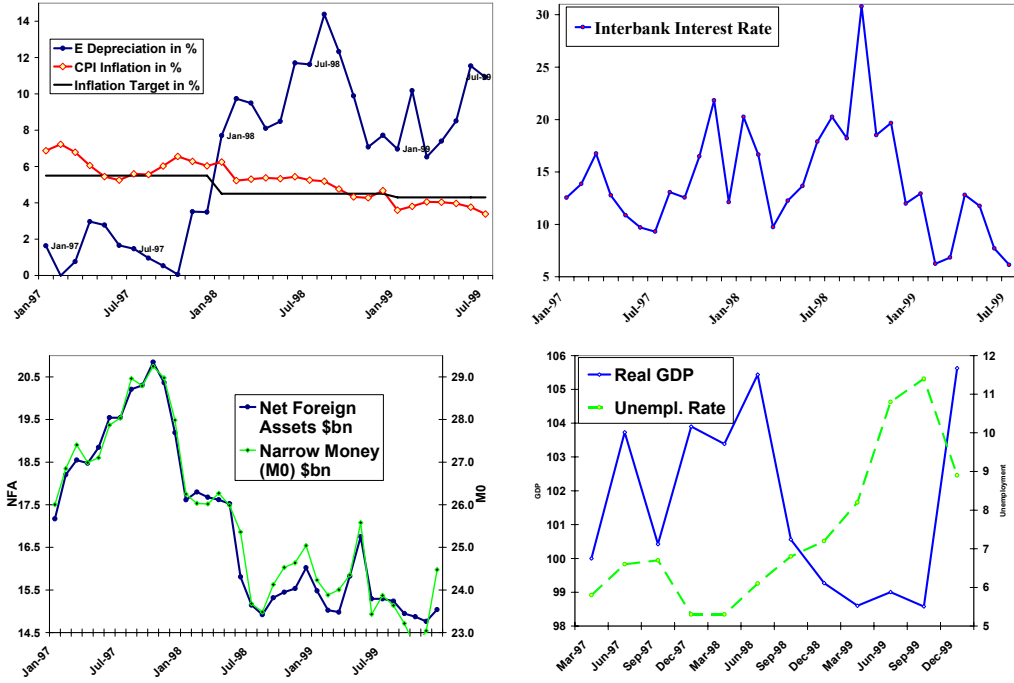 14
12
10
8
6
4
2
0
E Depreciation in %
CPI Inflation in %
Inflation Target in %
Jan-97
Jul-97
Jan-98
Jul-98
Jan-99
Jul-99
Jan-97
Jul-97
Jan-98
Jul-98
Jan-99
Jul-99
30
25
20
15
10
5
Interbank Interest Rate
Jan-97
Jul-97
Jan-98
Jul-98
Jan-99
Jul-99
20.5
19.5
18.5
17.5
16.5
15.5
14.5
NFA
Net Foreign
Assets $bn
Narrow Money
(M0) $bn
29.0
28.0
27.0
26.0
25.0
24.0
23.0
M0
Jan-97
Jul-97
Jan-98
Jul-98
Jan-99
Jul-99
106
105
104
103
102
101
100
99
98
GDP
Real GDP
Unempl. Rate
12
11
10
9
8
7
6
5
Unemployment
Mar-97
Jun-97
Sep-97
Dec-97
Mar-98
Jun-98
Sep-98
Dec-98
Mar-99
Jun-99
Sep-99
Dec-99